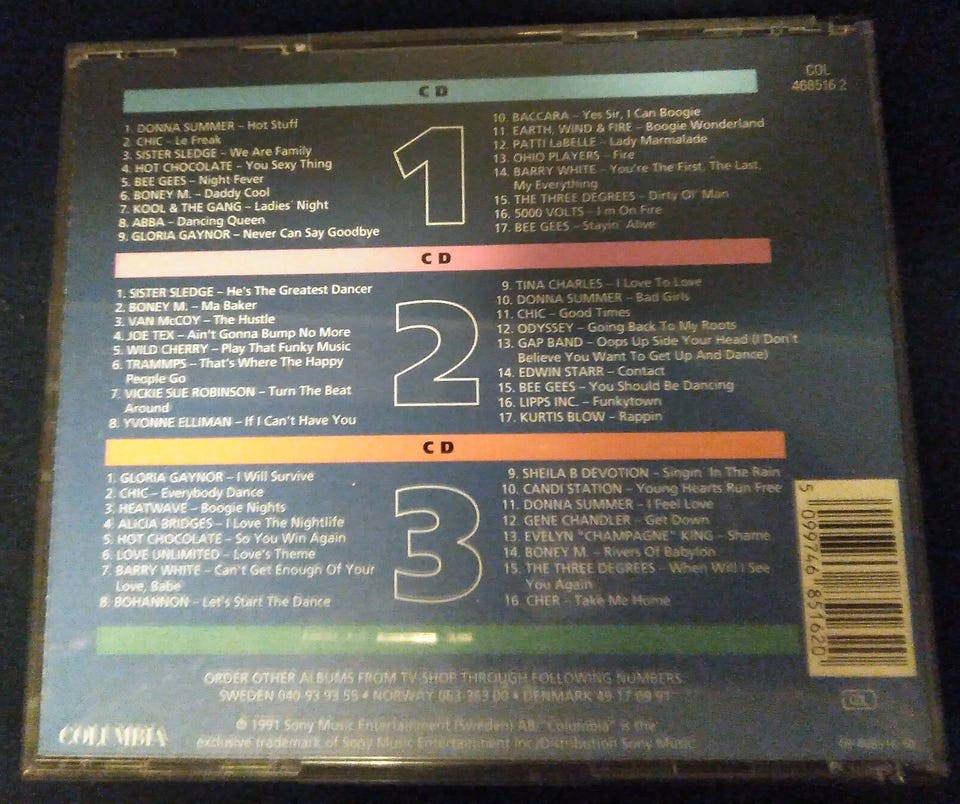 COL
468516 2
CD
1
1. DONNA SUMMER – Hot Stuff
2. CHIC – Le Freak
3. SISTER SLEDGE – We Are Family
4. HOT CHOCOLATE – You Sexy Thing
5. BEE GEES – Night Fever
6. BONEY M. – Daddy Cool
7. KOOL & THE GANG – Ladies' Night
8. ABBA – Dancing Queen
9. GLORIA GAYNOR – Never Can Say Goodbye
10. BACCARA – Yes Sir, I Can Boogie
11. EARTH, WIND & FIRE – Boogie Wonderland
12. PATTI LaBELLE – Lady Marmalade
13. OHIO PLAYERS – Fire
14. BARRY WHITE – You're The First, The Last,
My Everything
15. THE THREE DEGREES – Dirty Ol' Man
16. 5000 VOLTS – I'm On Fire
17. BEE GEES – Stayin' Alive
CD
2
1. SISTER SLEDGE – He's The Greatest Dancer
2. BONEY M. – Ma Baker
3. VAN McCOY – The Hustle
4. JOE TEX – Ain't Gonna Bump No More
5. WILD CHERRY – Play That Funky Music
6. TRAMMPS – That's Where The Happy
People Go
7. VICKIE SUE ROBINSON – Turn The Beat
Around
8. YVONNE ELLIMAN – If I Can't Have You
9. TINA CHARLES – I Love To Love
10. DONNA SUMMER – Bad Girls
11. CHIC – Good Times
12. ODYSSEY – Going Back To My Roots
13. GAP BAND – Oops Up Side Your Head (I Don't
Believe You Want To Get Up And Dance)
14. EDWIN STARR – Contact
15. BEE GEES – You Should Be Dancing
16. LIPPS INC. – Funkytown
17. KURTIS BLOW – Rappin
CD
3
1. GLORIA GAYNOR – I Will Survive
2. CHIC – Everybody Dance
3. HEATWAVE – Boogie Nights
4. ALICIA BRIDGES – I Love The Nightlife
5. HOT CHOCOLATE – So You Win Again
6. LOVE UNLIMITED – Love's Theme
7. BARRY WHITE – Can't Get Enough Of Your
Love, Babe
8. BOHANNON – Let's Start The Dance
9. SHEILA B DEVOTION – Singin' In The Rain
10. CANDI STATION – Young Hearts Run Free
11. DONNA SUMMER – I Feel Love
12. GENE CHANDLER – Get Down
13. EVELYN "CHAMPAGNE" KING – Shame
14. BONEY M. – Rivers Of Babylon
15. THE THREE DEGREES – When Will I See
You Again
16. CHER – Take Me Home
5 099746 851620
ORDER OTHER ALBUMS FROM TV-SHOP THROUGH FOLLOWING NUMBERS:
SWEDEN 040-93 93 55 • NORWAY 063 363 00 • DENMARK 49 17 09 91
COLUMBIA
℗ 1991 Sony Music Entertainment (Sweden) AB/"Columbia" is the
exclusive trademark of Sony Music Entertainment Inc./Distribution Sony Music.